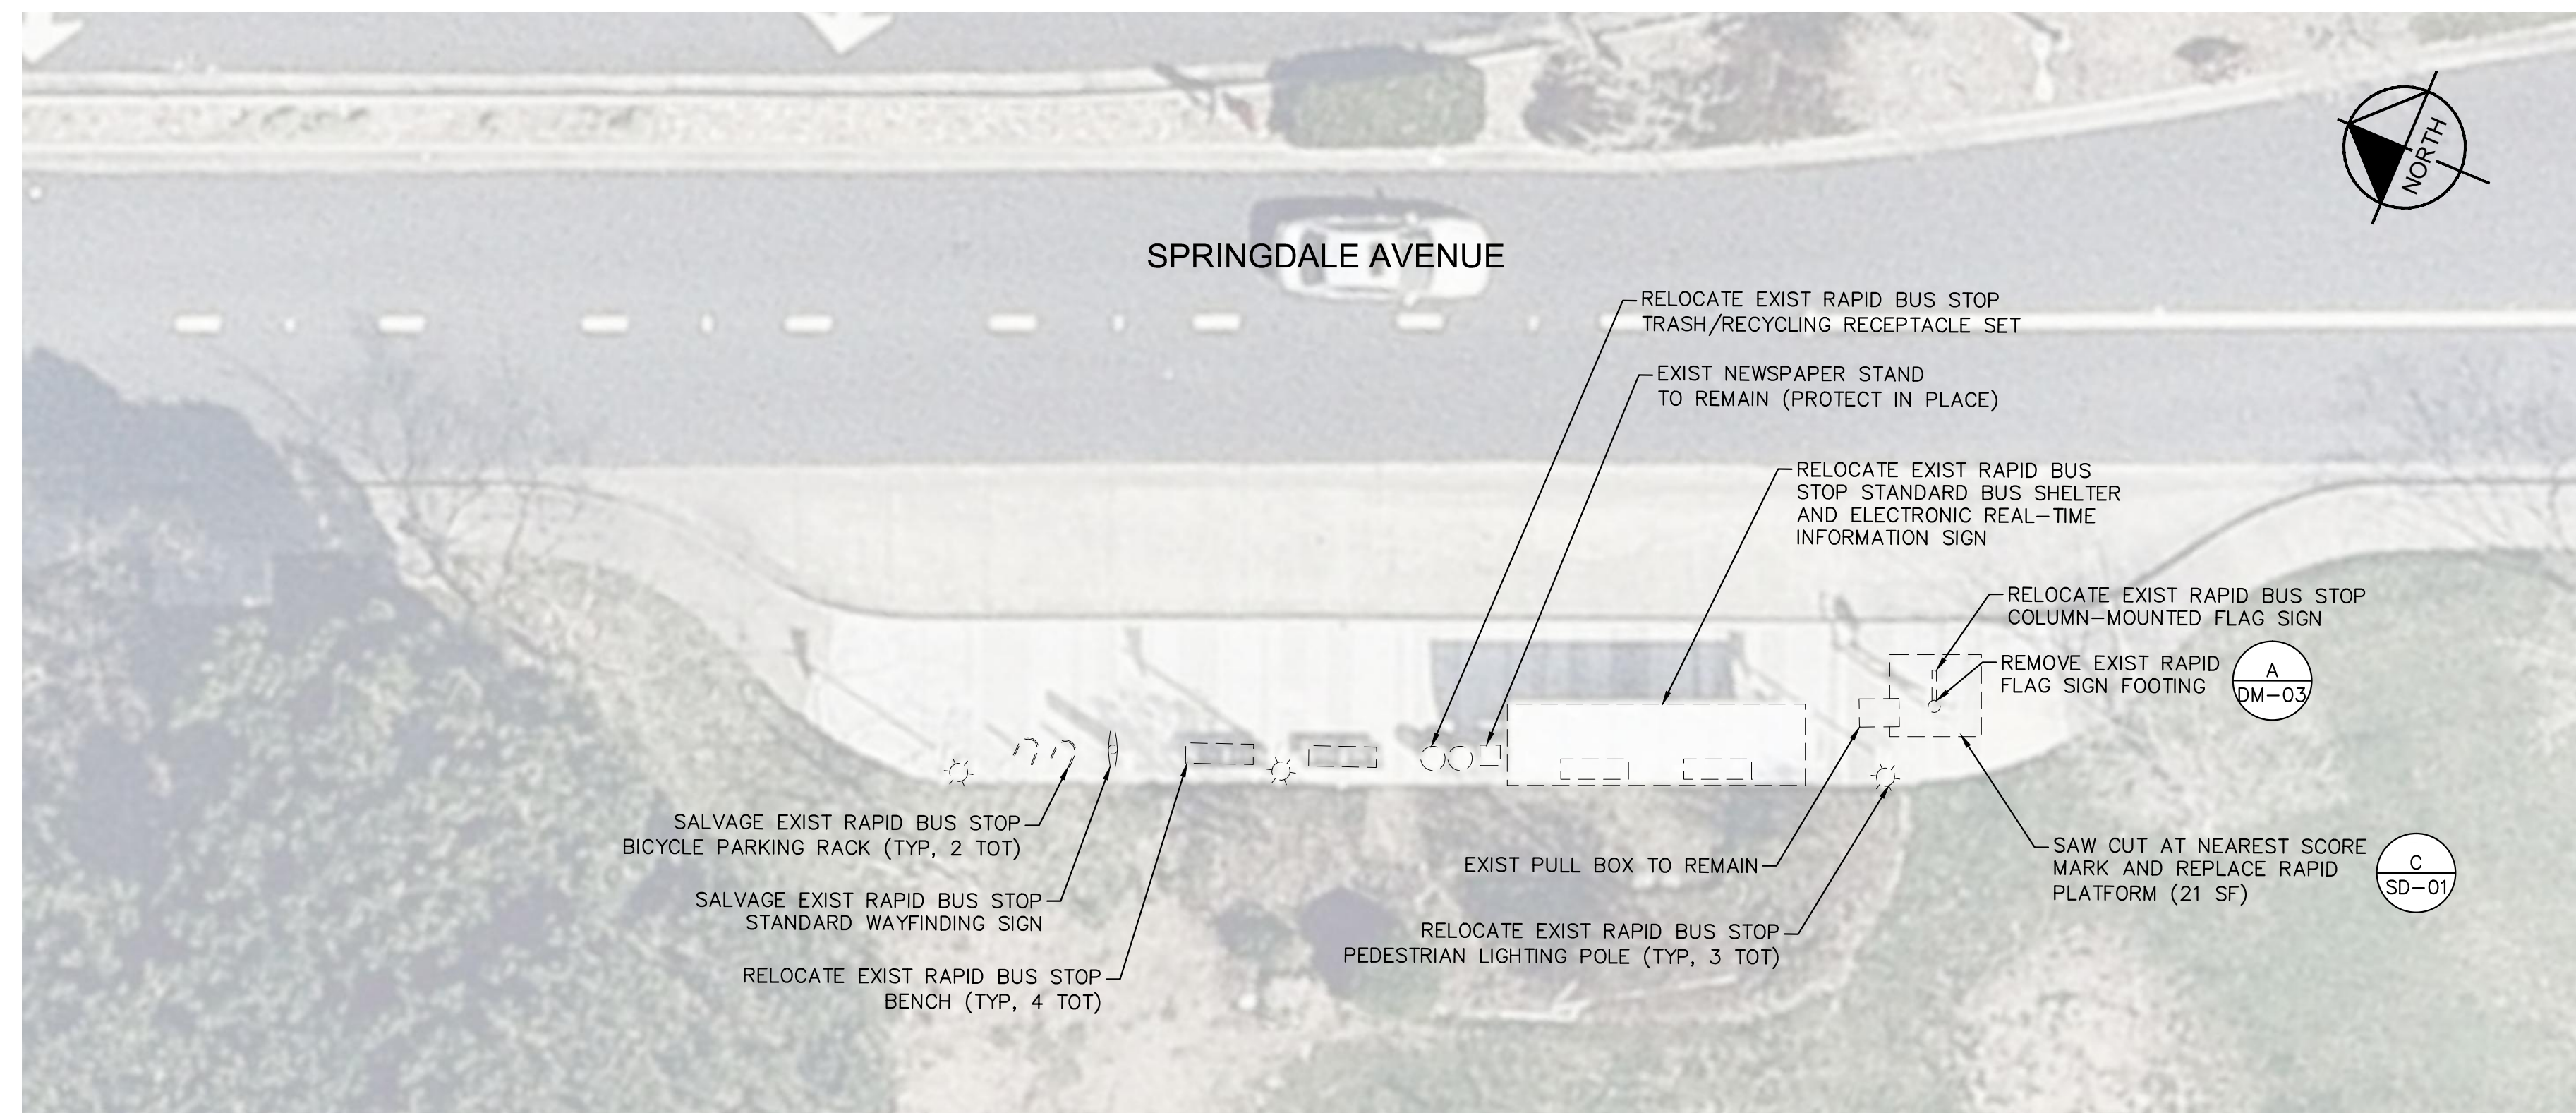 NORTH
SPRINGDALE AVENUE
RELOCATE EXIST RAPID BUS STOP
TRASH/RECYCLING RECEPTACLE SET
EXIST NEWSPAPER STAND
TO REMAIN (PROTECT IN PLACE)
RELOCATE EXIST RAPID BUS
STOP STANDARD BUS SHELTER
AND ELECTRONIC REAL-TIME
INFORMATION SIGN
RELOCATE EXIST RAPID BUS STOP
COLUMN-MOUNTED FLAG SIGN
REMOVE EXIST RAPID
FLAG SIGN FOOTING
A
DM-03
SALVAGE EXIST RAPID BUS STOP
BICYCLE PARKING RACK (TYP, 2 TOT)
SALVAGE EXIST RAPID BUS STOP
STANDARD WAYFINDING SIGN
RELOCATE EXIST RAPID BUS STOP
BENCH (TYP, 4 TOT)
EXIST PULL BOX TO REMAIN
RELOCATE EXIST RAPID BUS STOP
PEDESTRIAN LIGHTING POLE (TYP, 3 TOT)
SAW CUT AT NEAREST SCORE
MARK AND REPLACE RAPID
PLATFORM (21 SF)
C
SD-01